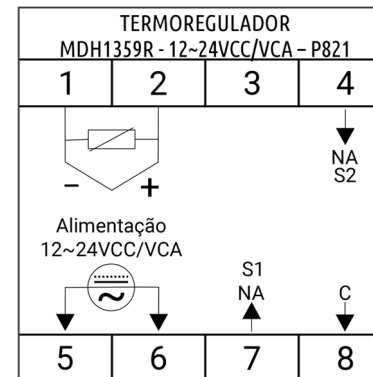 TERMOREGULADOR
MDH1359R - 12~24VCC/VCA – P821
1 2 3 4
NA
S2
- +
Alimentação
12~24VCC/VCA
S1
NA C
5 6 7 8